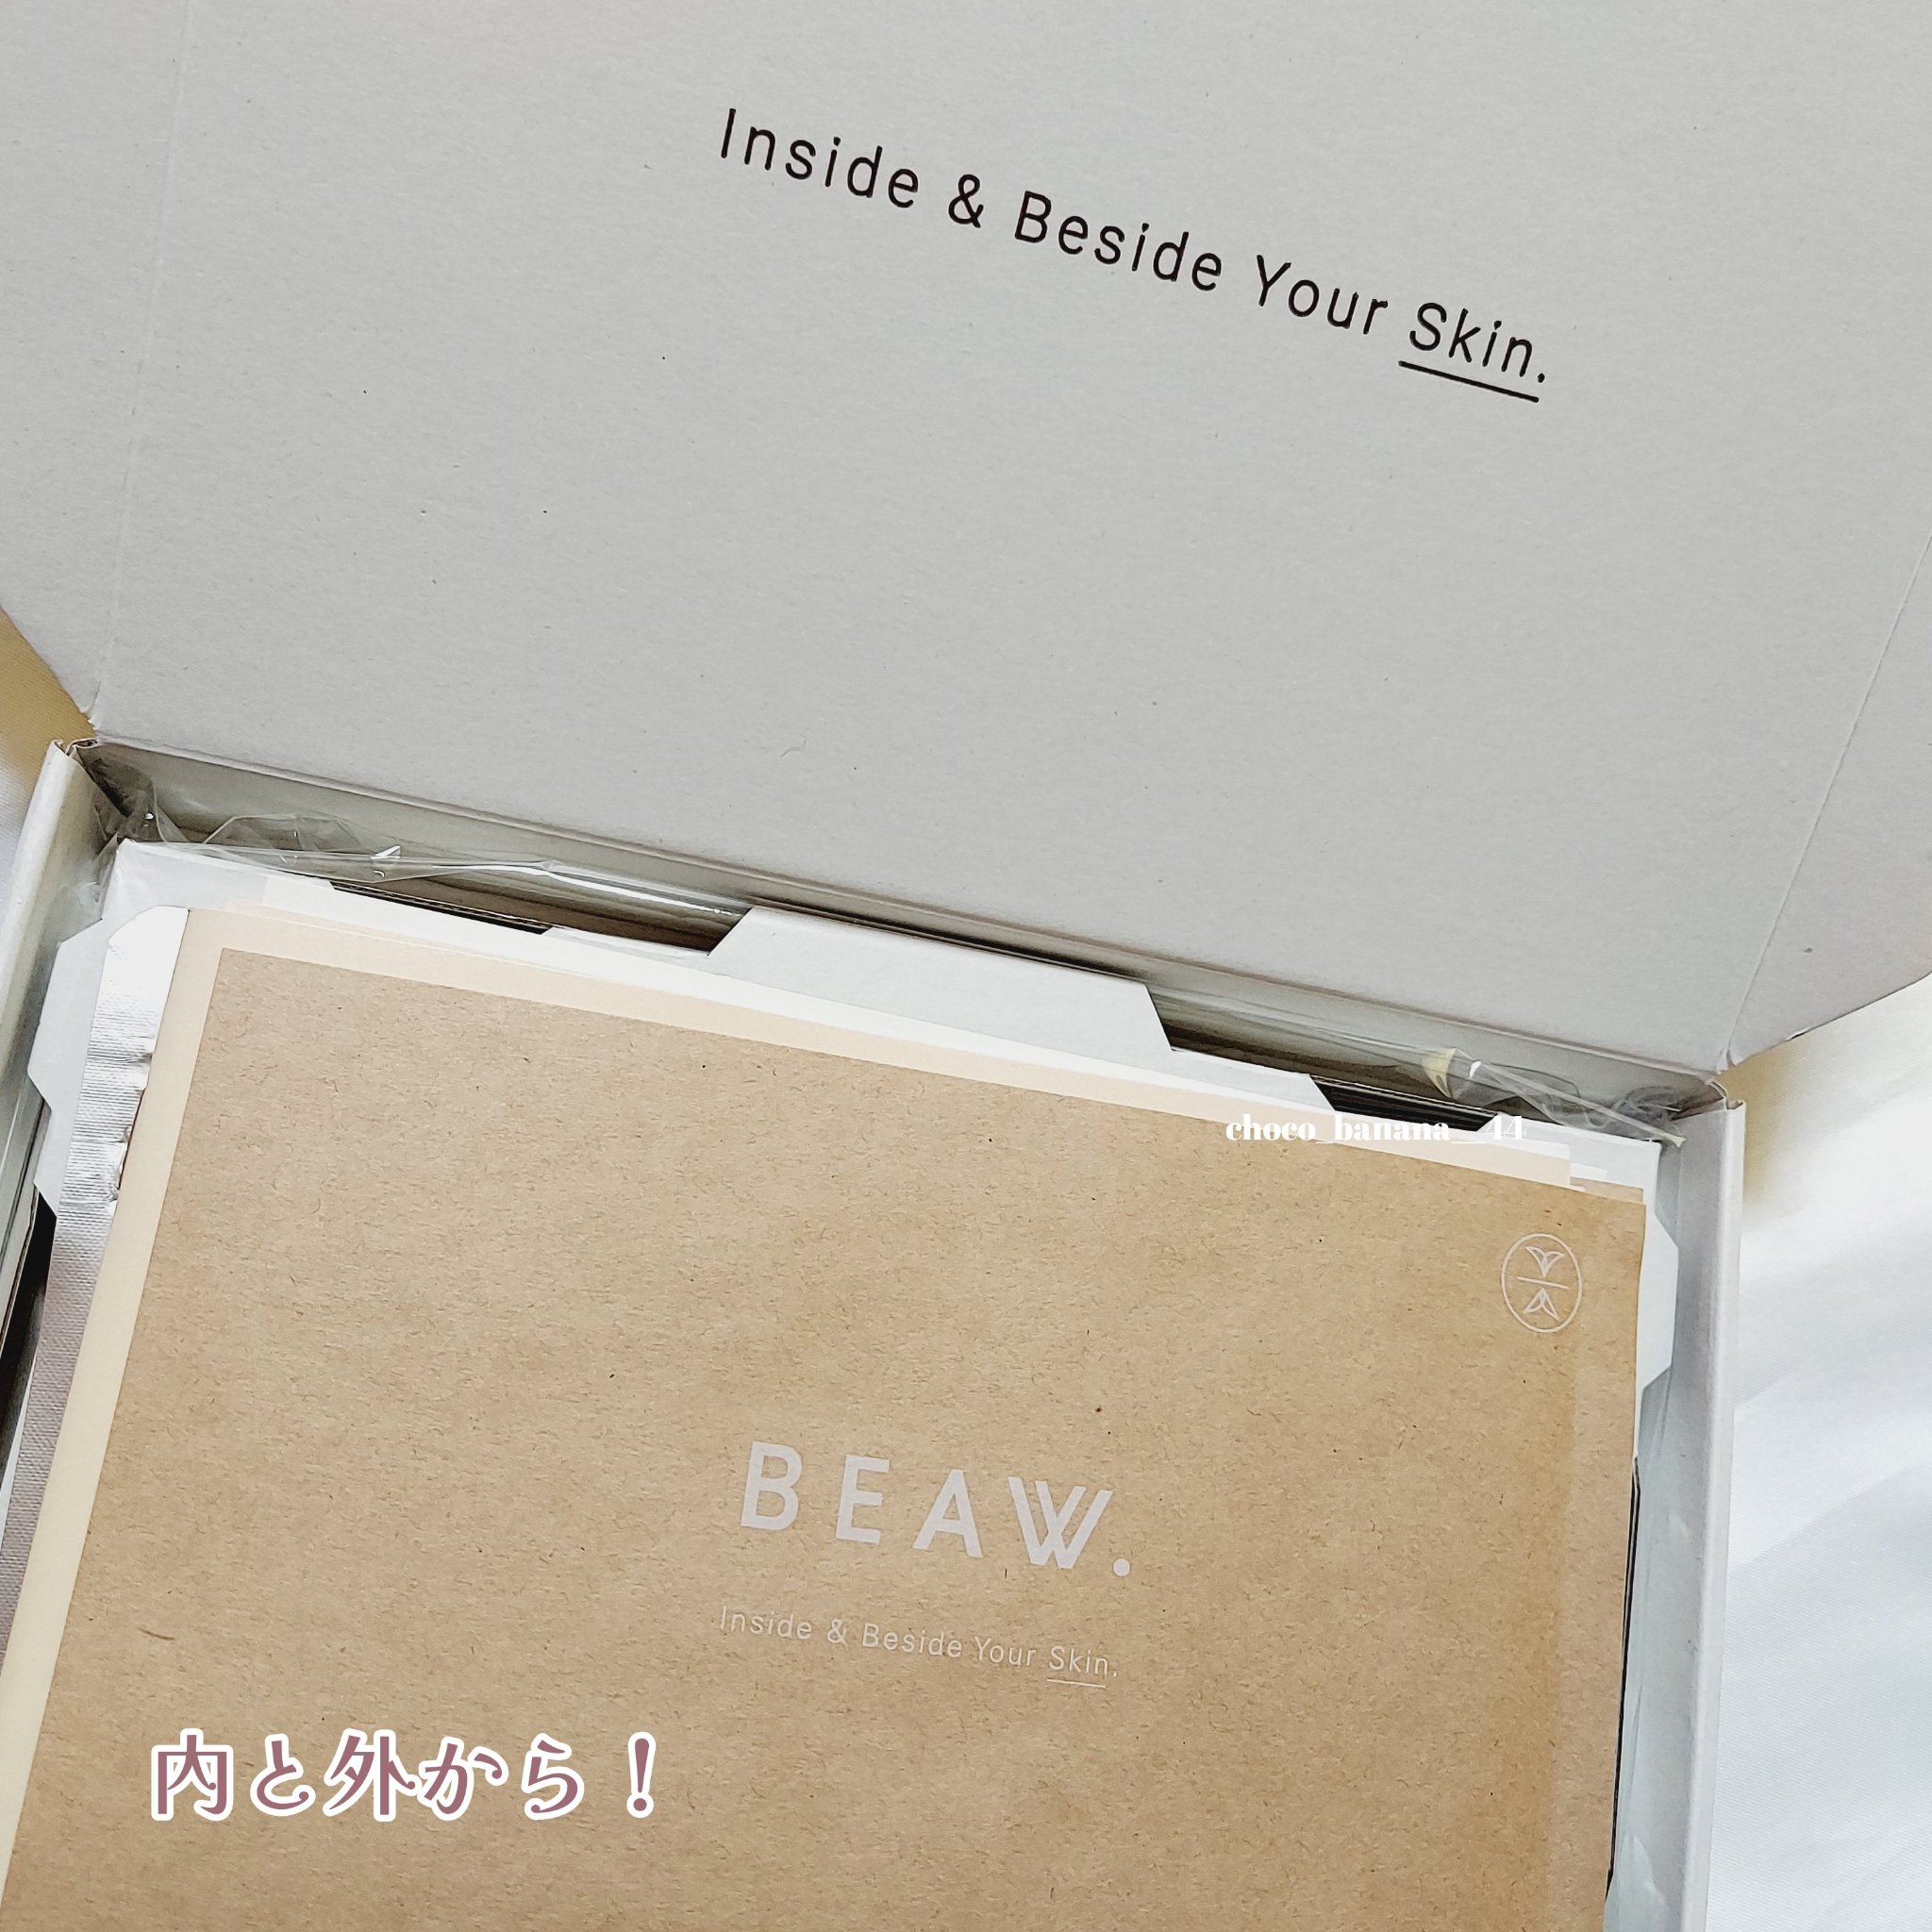 Inside & Beside Your Skin.
choco_banana__44
BEAW.
Inside & Beside Your Skin.
内と外から！